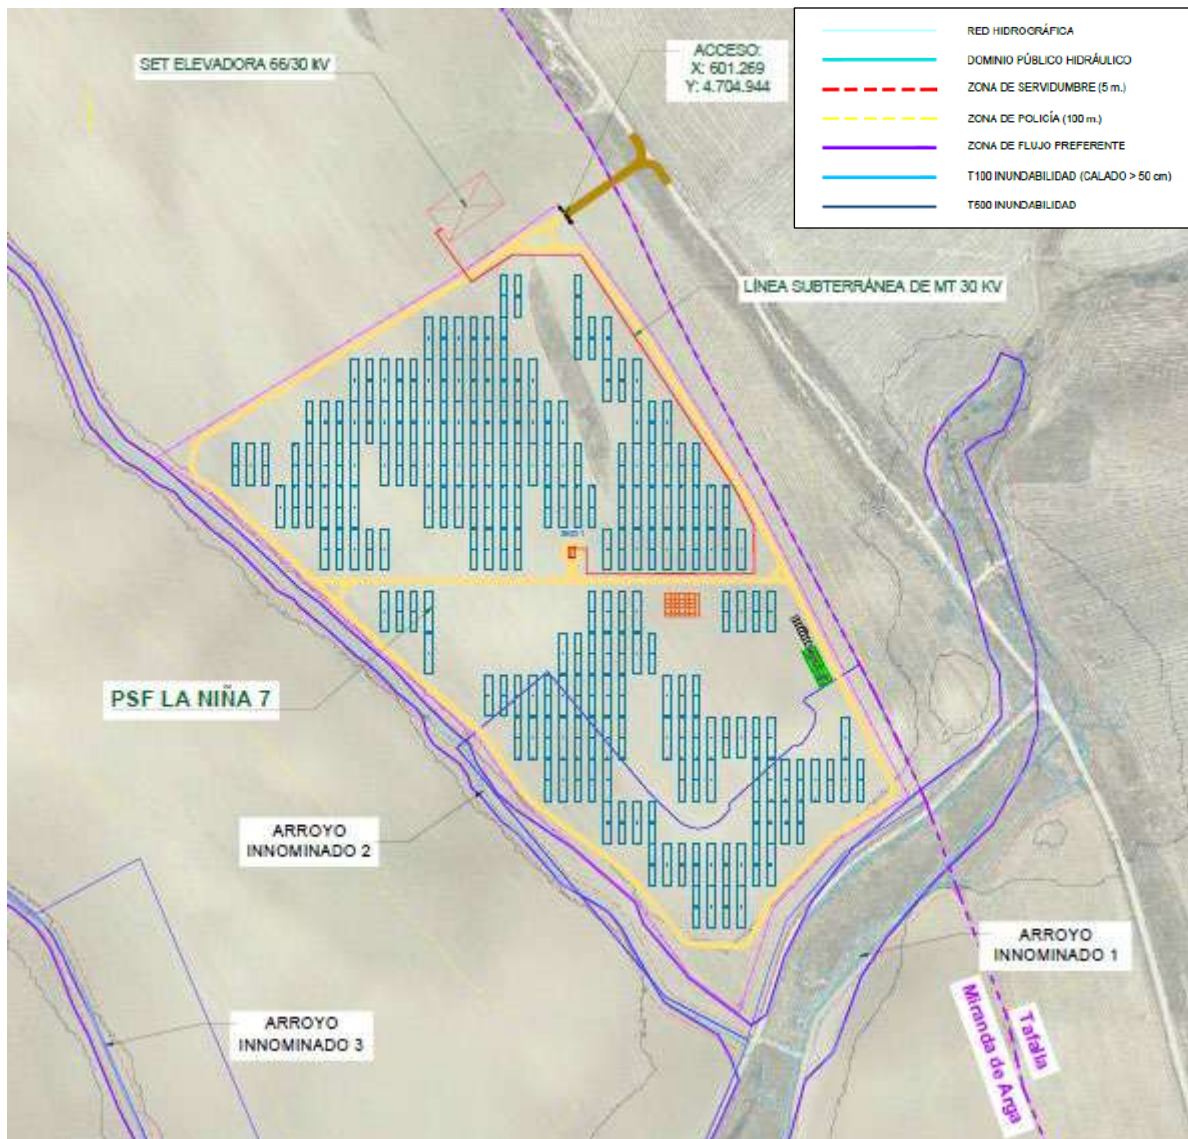 SET ELEVADORA 66/30 kV
ACCESO:
X: 601.269
Y: 4.704.944
RED HIDROGRÁFICA
DOMINIO PÚBLICO HIDRÁULICO
ZONA DE SERVIDUMBRE (5 m.)
ZONA DE POLICÍA (100 m.)
ZONA DE FLUJO PREFERENTE
T100 INUNDABILIDAD (CALADO > 50 cm)
T500 INUNDABILIDAD
LÍNEA SUBTERRÁNEA DE MT 30 KV
PSF LA NIÑA 7
ARROYO
INNOMINADO 2
ARROYO
INNOMINADO 1
ARROYO
INNOMINADO 3
Tafalla
Miranda de Arga